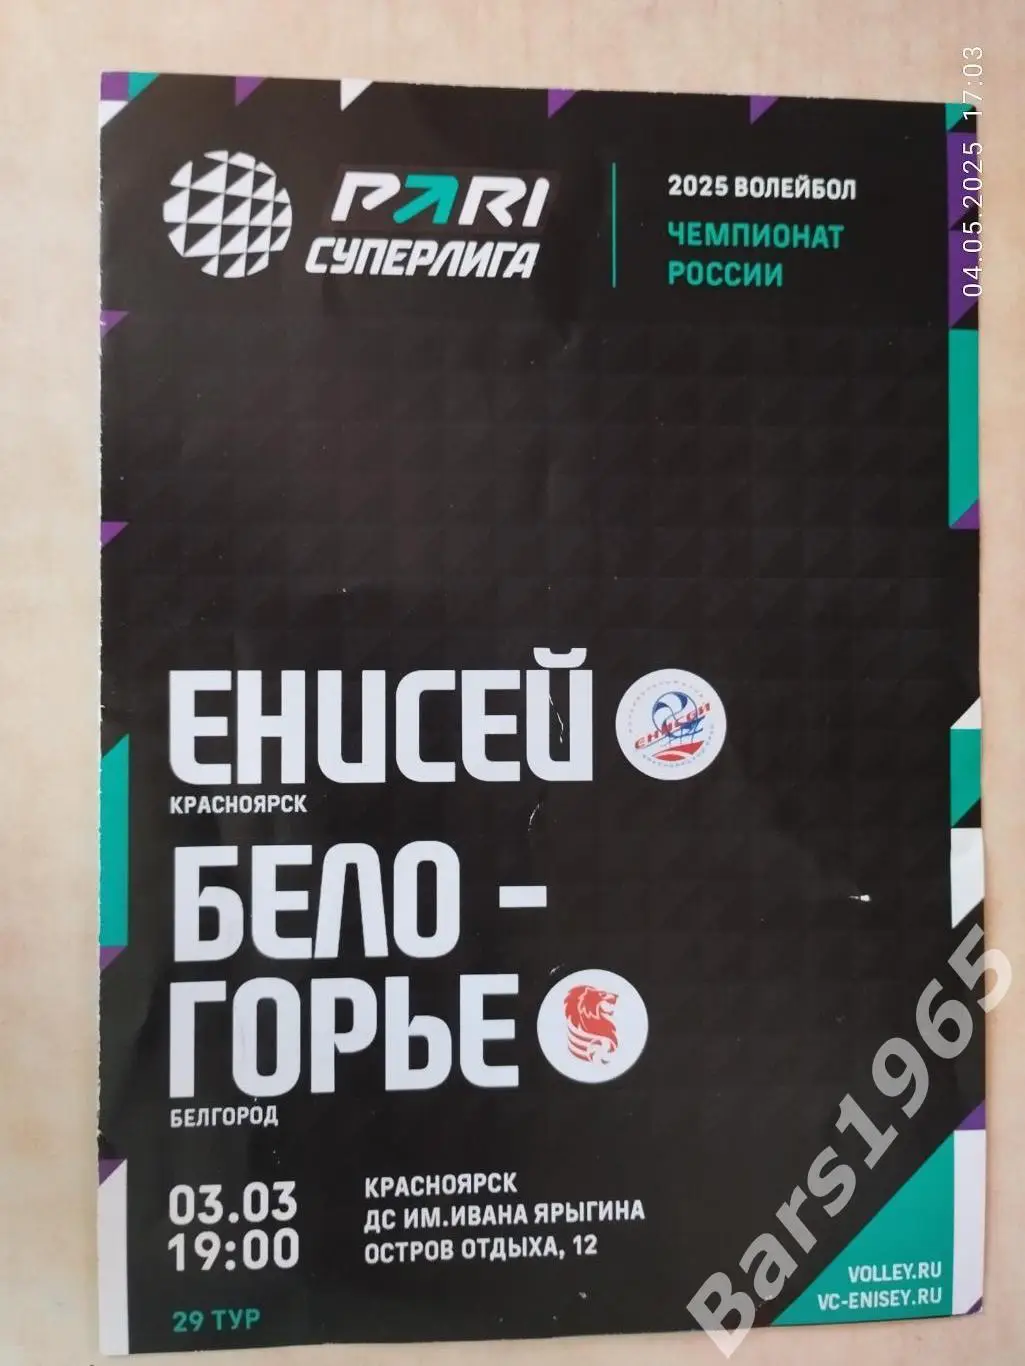 PARI
СУПЕРЛИГА
2025 ВОЛЕЙБОЛ
ЧЕМПИОНАТ
РОССИИ
04.05.2025 17:03
ЕНИСЕЙ
ЕНИСЕЙ
КРАСНОЯРСК
БЕЛО -
ГОРЬЕ
БЕЛГОРОД
03.03
19:00
КРАСНОЯРСК
ДС ИМ.ИВАНА ЯРЫГИНА
ОСТРОВ ОТДЫХА, 12
29 ТУР
VOLLEY.RU
VC-ENISEY.RU
Bars1965